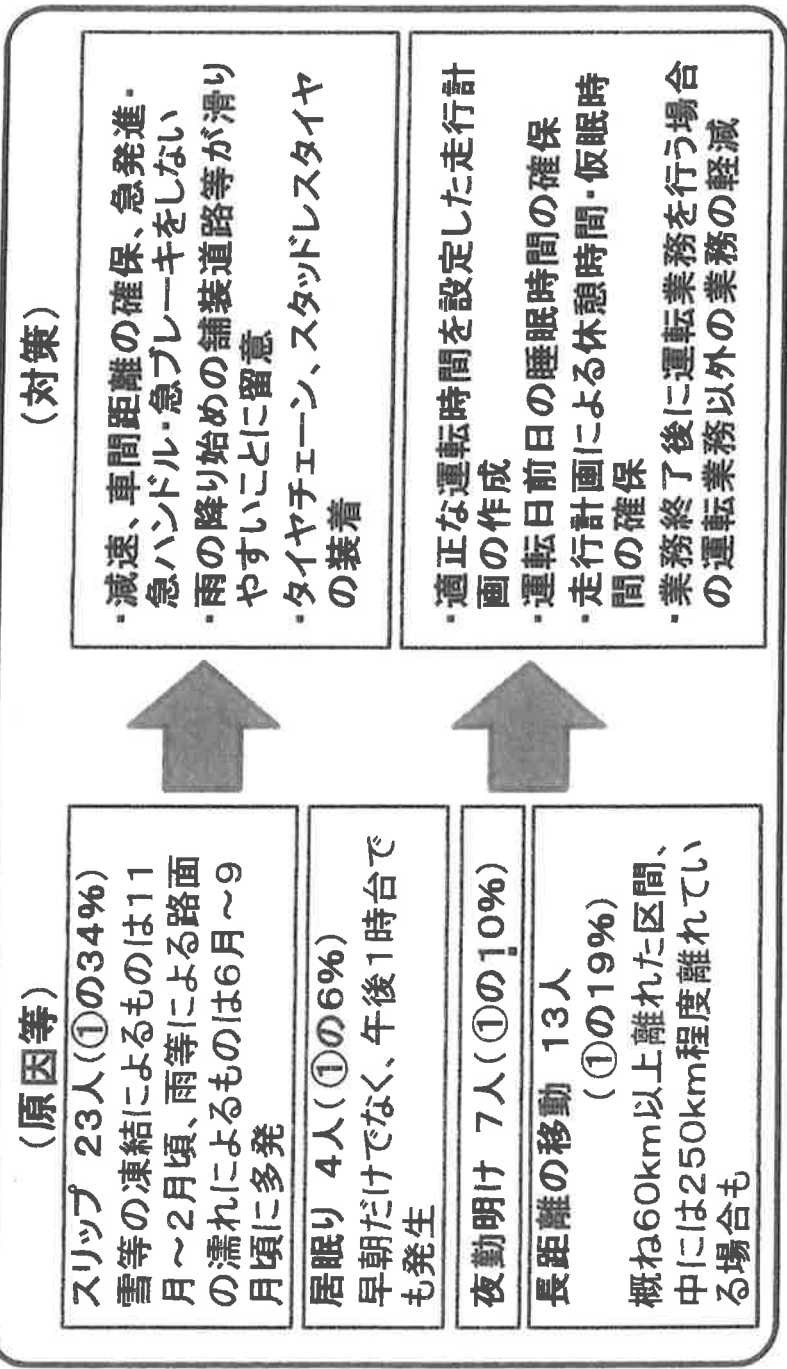 (原因等)
スリップ 23人(①の34%)
雪等の凍結によるものは11
月～2月頃、雨等による路面
の濡れによるものは6月～9
月頃に多発
居眠り 4人(①の6%)
早朝だけでなく、午後1時台で
も発生
夜勤明け 7人(①の10%)
長距離の移動 13人
(①の19%)
概ね60km以上離れた区間、
中には250km程度離れてい
る場合も
(対策)
・減速、車間距離の確保、急発進・
急ハンドル・急ブレーキをしない
・雨の降り始めの舗装道路等が滑り
やすいことに留意
・タイヤチェーン、スタッドレスタイヤ
の装着
・適正な運転時間を設定した走行計
画の作成
・運転日前日の睡眠時間の確保
・走行計画による休憩時間・仮眠時
間の確保
・業務終了後に運転業務を行う場合
の運転業務以外の業務の軽減